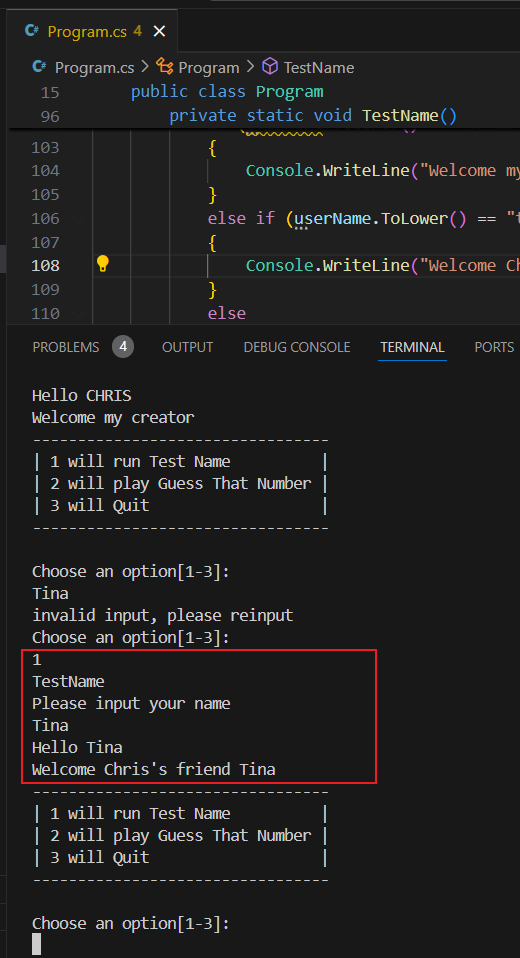 C# Program.cs 4 ×
C# Program.cs > Program > TestName
15 public class Program
96 private static void TestName()
103 {
104 Console.WriteLine("Welcome my
105 }
106 else if (userName.ToLower() == "t
107 {
108 Console.WriteLine("Welcome Ch
109 }
110 else
PROBLEMS 4 OUTPUT DEBUG CONSOLE TERMINAL PORTS
Hello CHRIS
Welcome my creator
---------------------------------
| 1 will run Test Name |
| 2 will play Guess That Number |
| 3 will Quit |
---------------------------------
Choose an option[1-3]:
Tina
invalid input, please reinput
Choose an option[1-3]:
1
TestName
Please input your name
Tina
Hello Tina
Welcome Chris's friend Tina
---------------------------------
| 1 will run Test Name |
| 2 will play Guess That Number |
| 3 will Quit |
---------------------------------
Choose an option[1-3]: